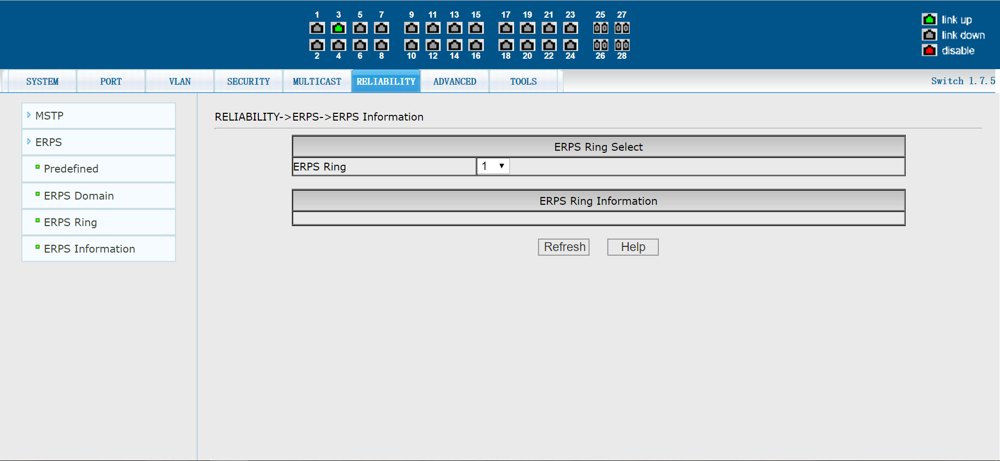 1 3 5 7 9 11 13 15 17 19 21 23 25 27
2 4 6 8 10 12 14 16 18 20 22 24 26 28
link up
link down
disable
SYSTEM PORT VLAN SECURITY MULTICAST RELIABILITY ADVANCED TOOLS
Switch 1.7.5
MSTP
ERPS
Predefined
ERPS Domain
ERPS Ring
ERPS Information
RELIABILITY->ERPS->ERPS Information
ERPS Ring Select
ERPS Ring 1
ERPS Ring Information
Refresh Help